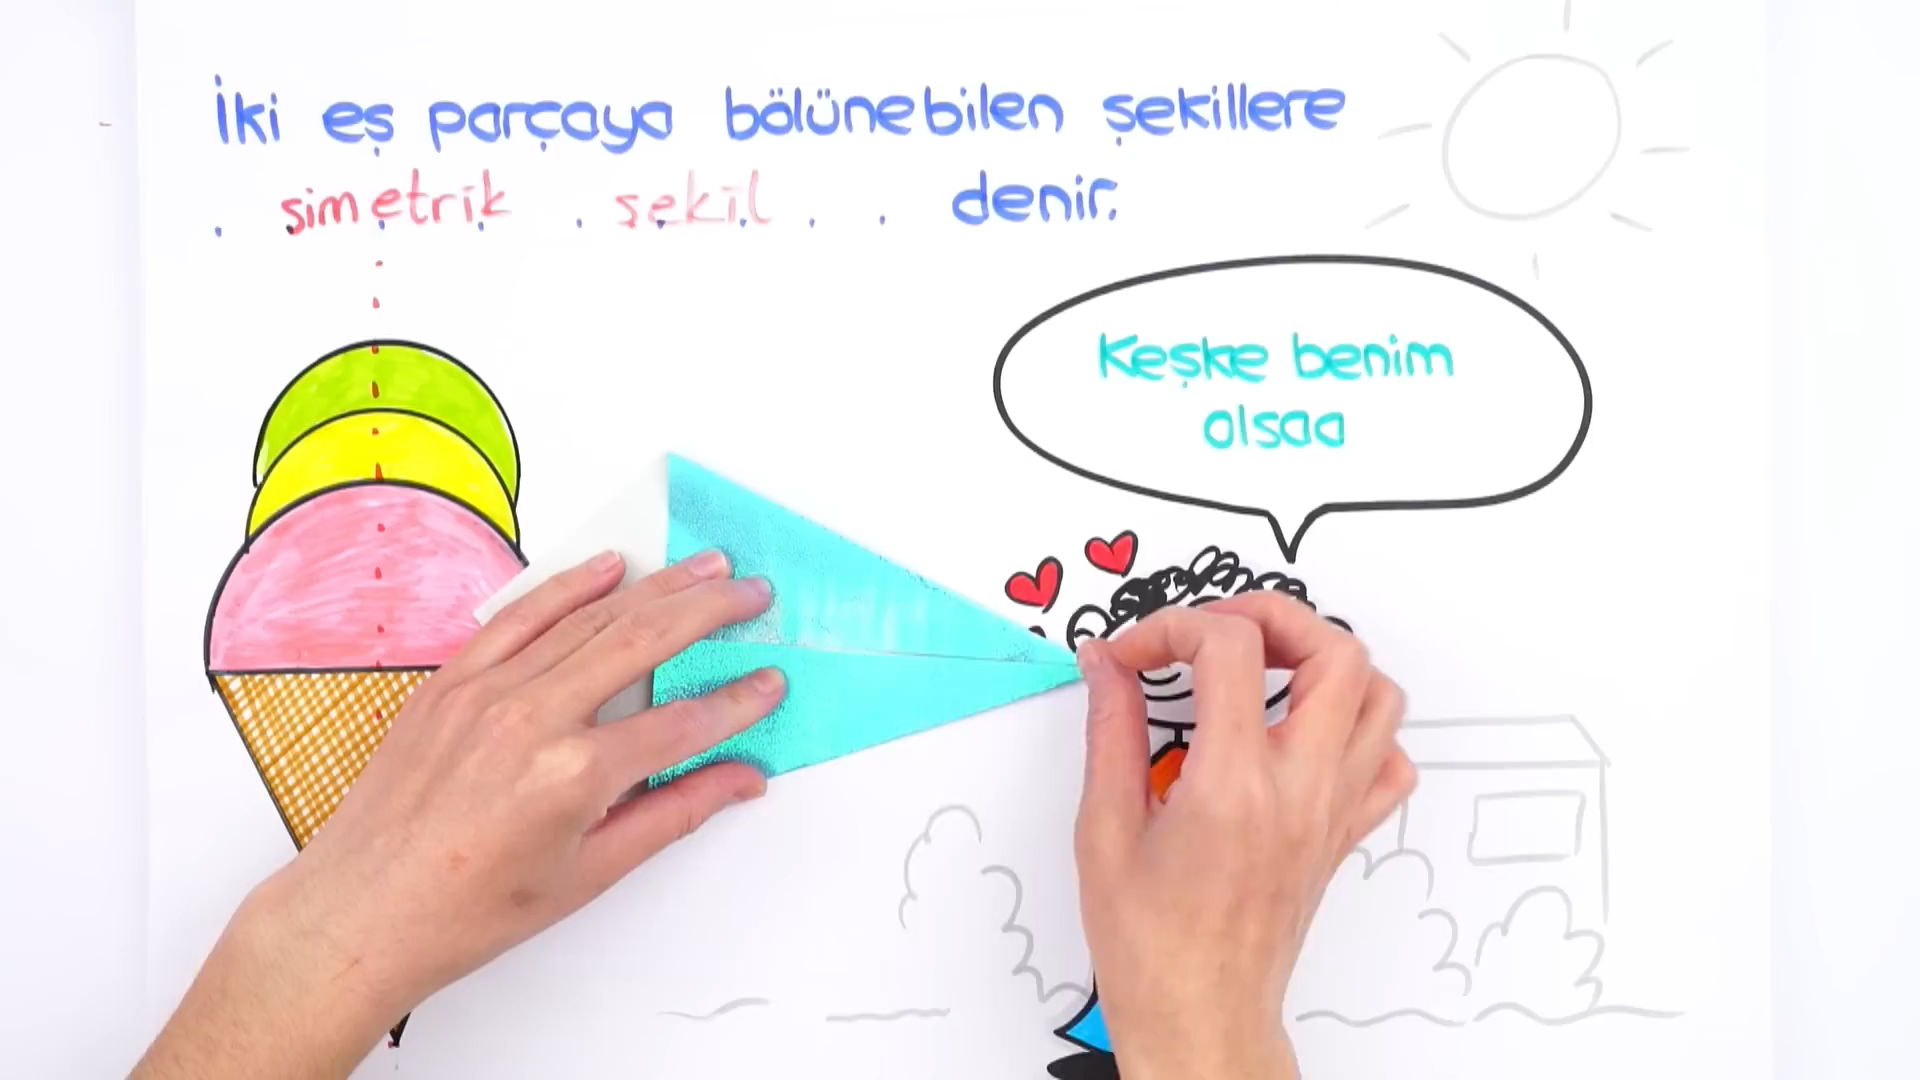 İki eş parçaya bölünebilen şekillere
. simetrik . şekil . . denir.
Keşke benim
olsaa